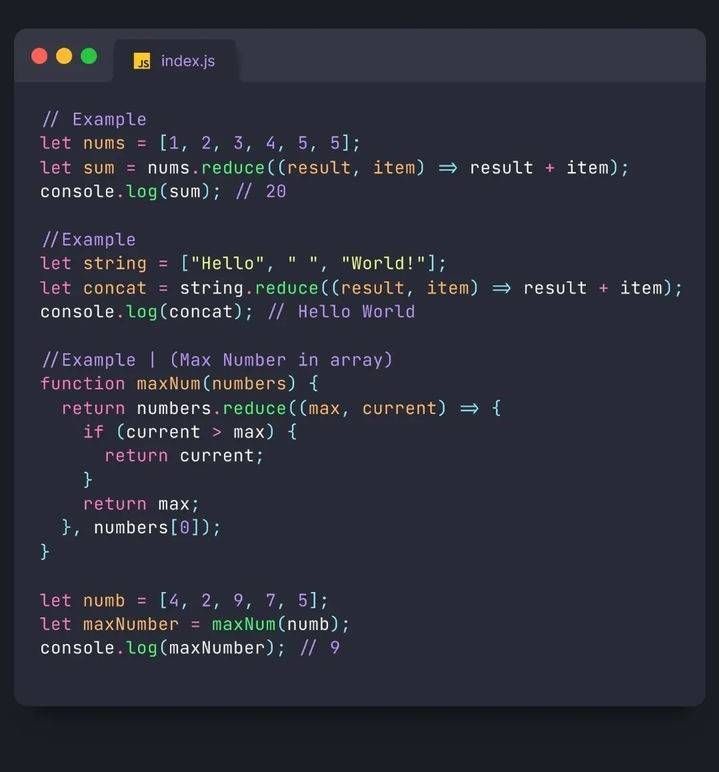 JS index.js
// Example
let nums = [1, 2, 3, 4, 5, 5];
let sum = nums.reduce((result, item) => result + item);
console.log(sum); // 20
//Example
let string = ["Hello", " ", "World!"];
let concat = string.reduce((result, item) => result + item);
console.log(concat); // Hello World
//Example | (Max Number in array)
function maxNum(numbers) {
  return numbers.reduce((max, current) => {
    if (current > max) {
      return current;
    }
    return max;
  }, numbers[0]);
}
let numb = [4, 2, 9, 7, 5];
let maxNumber = maxNum(numb);
console.log(maxNumber); // 9